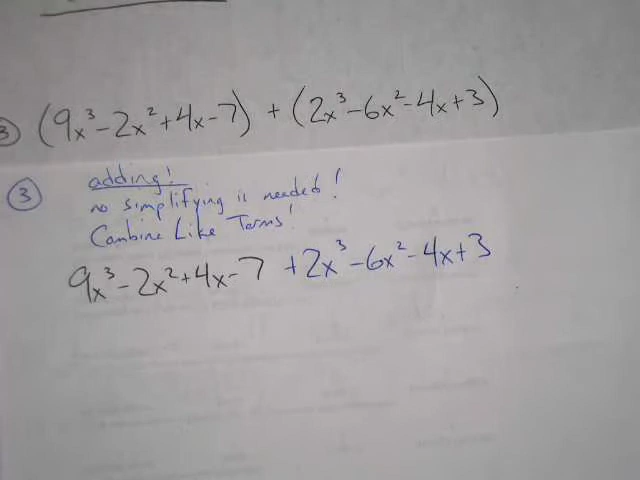 3) (9x³-2x²+4x-7) + (2x³-6x²-4x+3)
3 adding!
no simplifying is needed!
Combine Like Terms!
9x³-2x²+4x-7 +2x³-6x²-4x+3